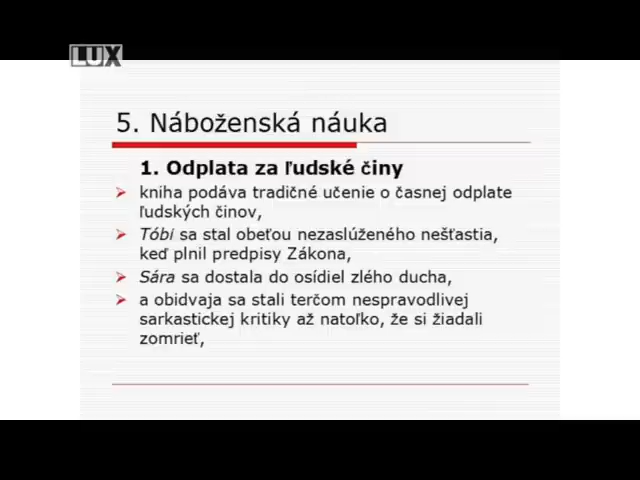 LUX
5. Náboženská náuka
1. Odplata za ľudské činy
kniha podáva tradičné učenie o časnej odplate
ľudských činov,
Tóbi sa stal obeťou nezaslúženého nešťastia,
keď plnil predpisy Zákona,
Sára sa dostala do osídiel zlého ducha,
a obidvaja sa stali terčom nespravodlivej
sarkastickej kritiky až natoľko, že si žiadali
zomrieť,